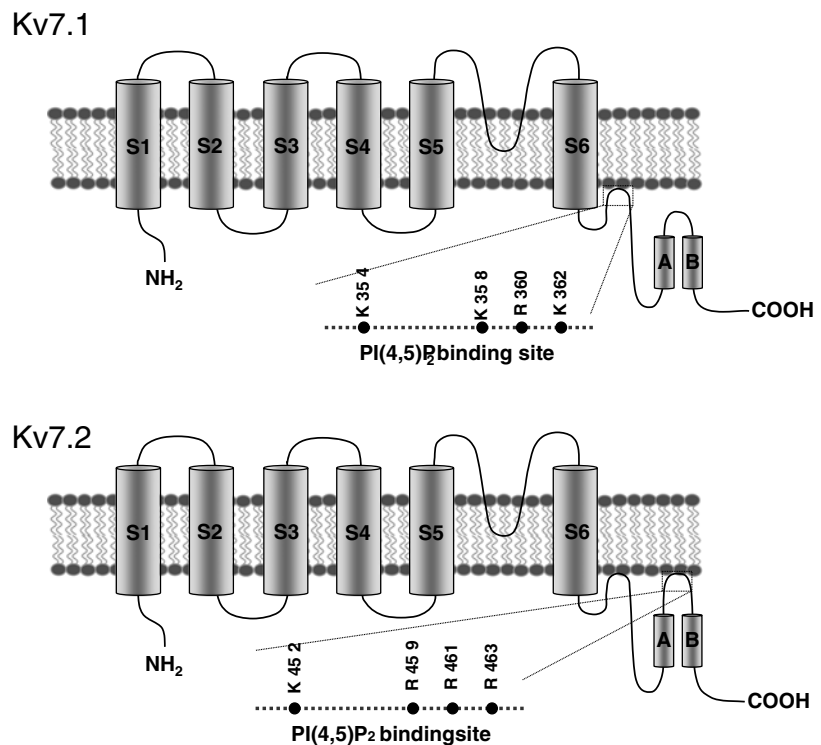 Kv7.1
S1 S2 S3 S4 S5 S6
A B
NH2
COOH
K 35 4 K 35 8 R 360 K 362
PI(4,5)P2binding site
Kv7.2
S1 S2 S3 S4 S5 S6
A B
NH2
COOH
K 45 2 R 45 9 R 461 R 463
PI(4,5)P2 bindingsite